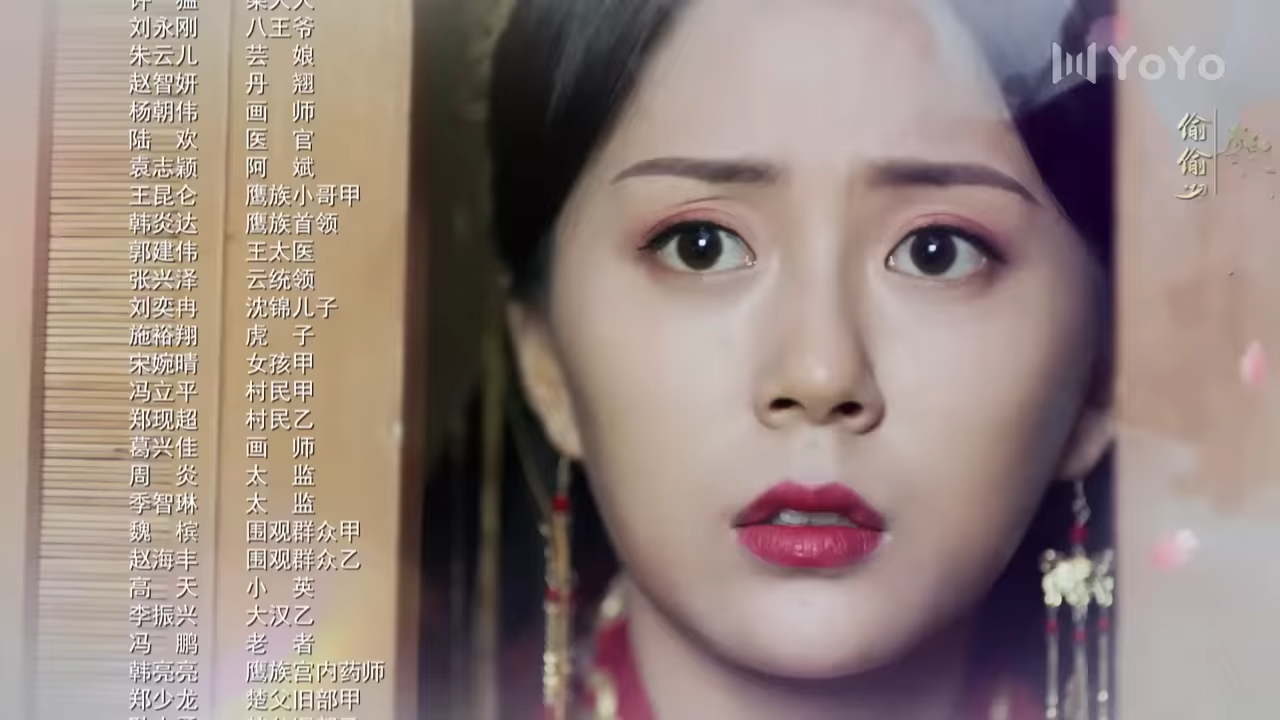 刘永刚 八王爷
朱云儿 芸 娘
赵智妍 丹 翘
杨朝伟 画 师
陆 欢 医 官
袁志颖 阿 斌
王昆仑 鹰族小哥甲
韩炎达 鹰族首领
郭建伟 王太医
张兴泽 云统领
刘奕冉 沈锦儿子
施裕翔 虎 子
宋婉晴 女孩甲
冯立平 村民甲
郑现超 村民乙
葛兴佳 画 师
周 炎 太 监
季智琳 太 监
魏 槟 围观群众甲
赵海丰 围观群众乙
高 天 小 英
李振兴 大汉乙
冯 鹏 老 者
韩亮亮 鹰族宫内药师
郑少龙 楚父旧部甲
YoYo
偷偷